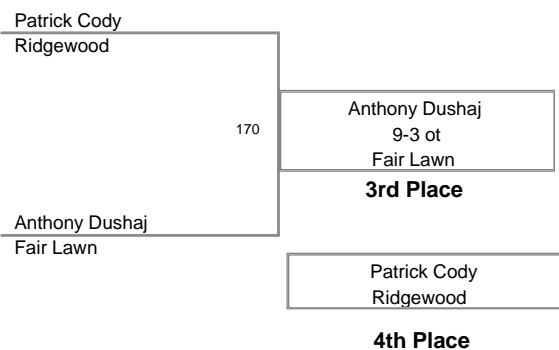 Patrick Cody
Ridgewood
170
Anthony Dushaj
9-3 ot
Fair Lawn
3rd Place
Anthony Dushaj
Fair Lawn
Patrick Cody
Ridgewood
4th Place